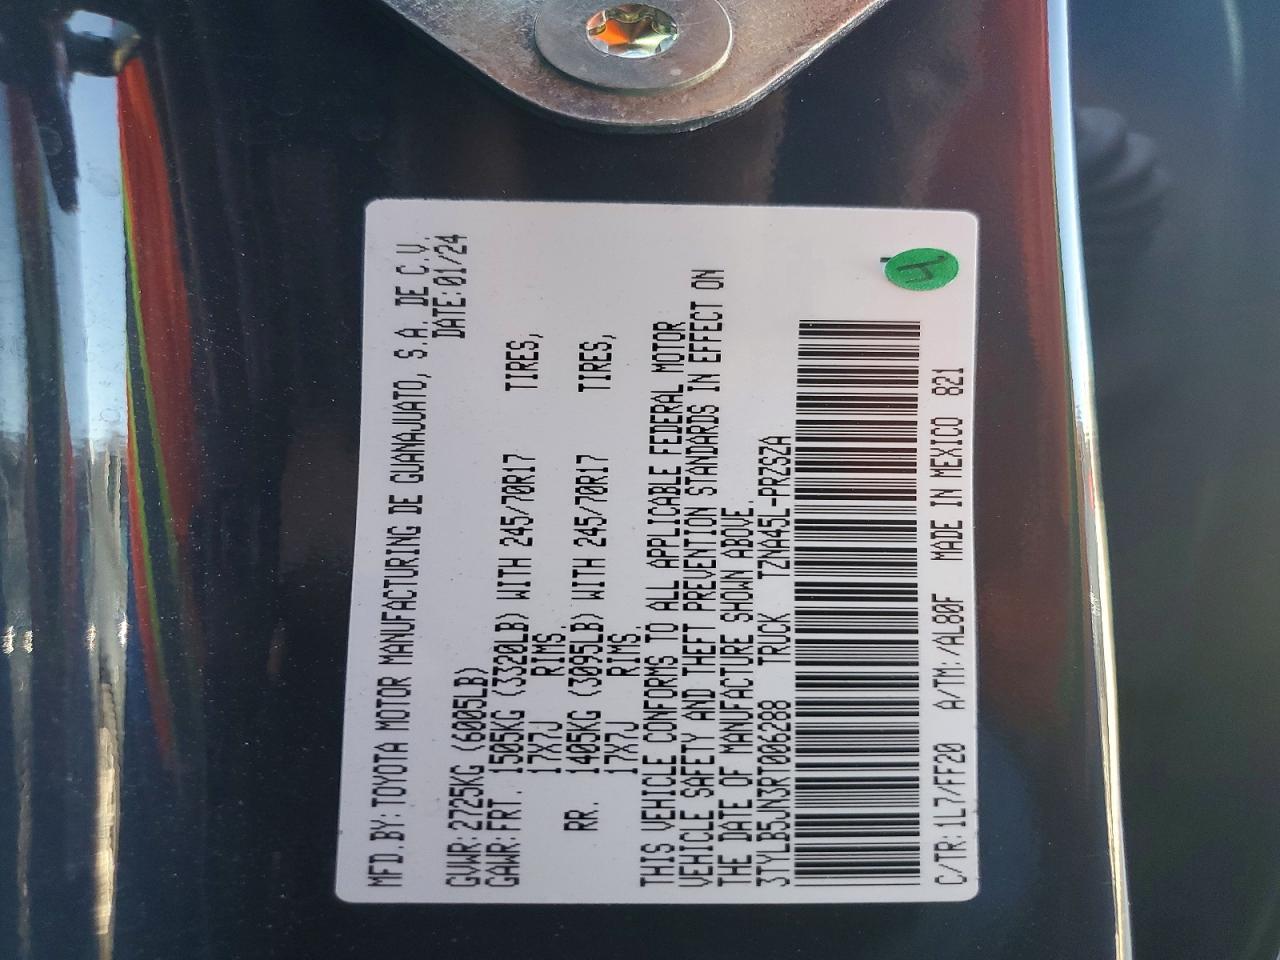 MFD.BY: TOYOTA MOTOR MANUFACTURING DE GUANAJUATO, S.A. DE C.V.
DATE:01/24
GVWR:2725KG (6005LB)
GAWR:FRT. 1505KG (3320LB) WITH 245/70R17 TIRES,
17X7J RIMS,
RR. 1405KG (3095LB) WITH 245/70R17 TIRES,
17X7J RIMS,
THIS VEHICLE CONFORMS TO ALL APPLICABLE FEDERAL MOTOR
VEHICLE SAFETY AND THEFT PREVENTION STANDARDS IN EFFECT ON
THE DATE OF MANUFACTURE SHOWN ABOVE.
3TYLB5JN3RT006288 TRUCK TZNA45L-PRZSZA
C/TR:1L7/FF20 A/TM:/AL80F MADE IN MEXICO 821